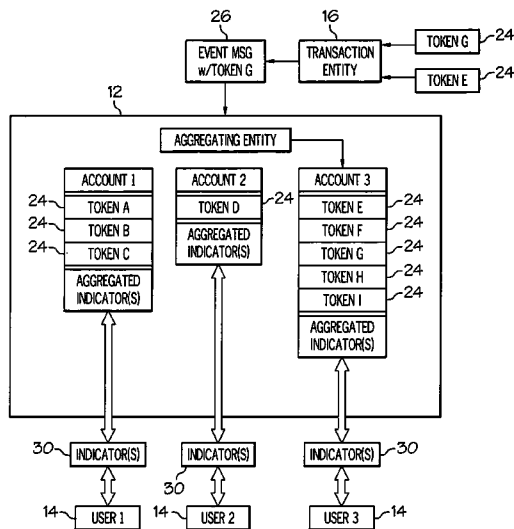 26
16
EVENT MSG
w/TOKEN G
TRANSACTION
ENTITY
TOKEN G
24
TOKEN E
24
12
AGGREGATING ENTITY
ACCOUNT 1
24
TOKEN A
24
TOKEN B
24
TOKEN C
AGGREGATED
INDICATOR(S)
ACCOUNT 2
TOKEN D
24
AGGREGATED
INDICATOR(S)
ACCOUNT 3
TOKEN E
24
TOKEN F
24
TOKEN G
24
TOKEN H
24
TOKEN I
24
AGGREGATED
INDICATOR(S)
30
INDICATOR(S)
INDICATOR(S)
30
INDICATOR(S)
30
14
USER 1
14
USER 2
USER 3
14